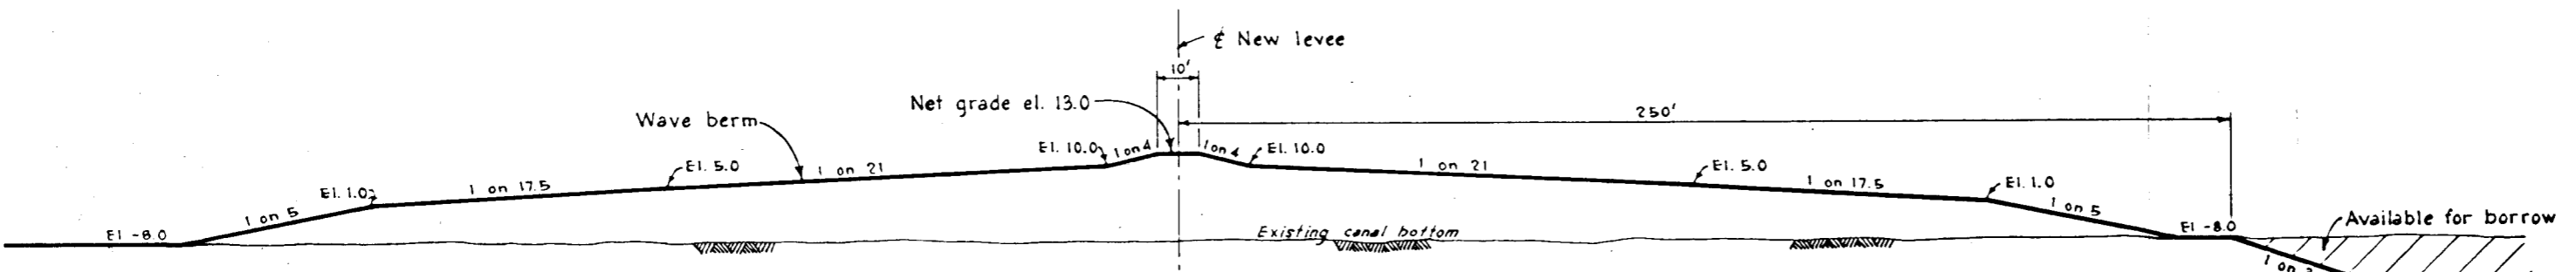 ₵ New levee
10'
Net grade el. 13.0
250'
Wave berm
El. 10.0
1 on 4
1 on 4
El. 10.0
1 on 21
1 on 21
El. 5.0
El. 5.0
1 on 17.5
1 on 17.5
El. 1.0
El. 1.0
1 on 5
1 on 5
El -8.0
Existing canal bottom
El -8.0
Available for borrow
1 on